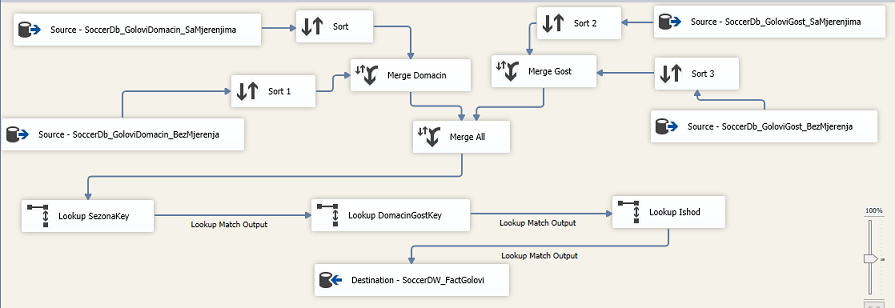 Source - SoccerDb_GoloviDomacin_SaMjerenjima
Sort
Sort 2
Source - SoccerDb_GoloviGost_SaMjerenjima
Merge Domacin
Merge Gost
Sort 3
Sort 1
Source - SoccerDb_GoloviDomacin_BezMjerenja
Merge All
Source - SoccerDb_GoloviGost_BezMjerenja
Lookup SezonaKey
Lookup Match Output
Lookup DomacinGostKey
Lookup Match Output
Lookup Ishod
100%
Lookup Match Output
Destination - SoccerDW_FactGolovi